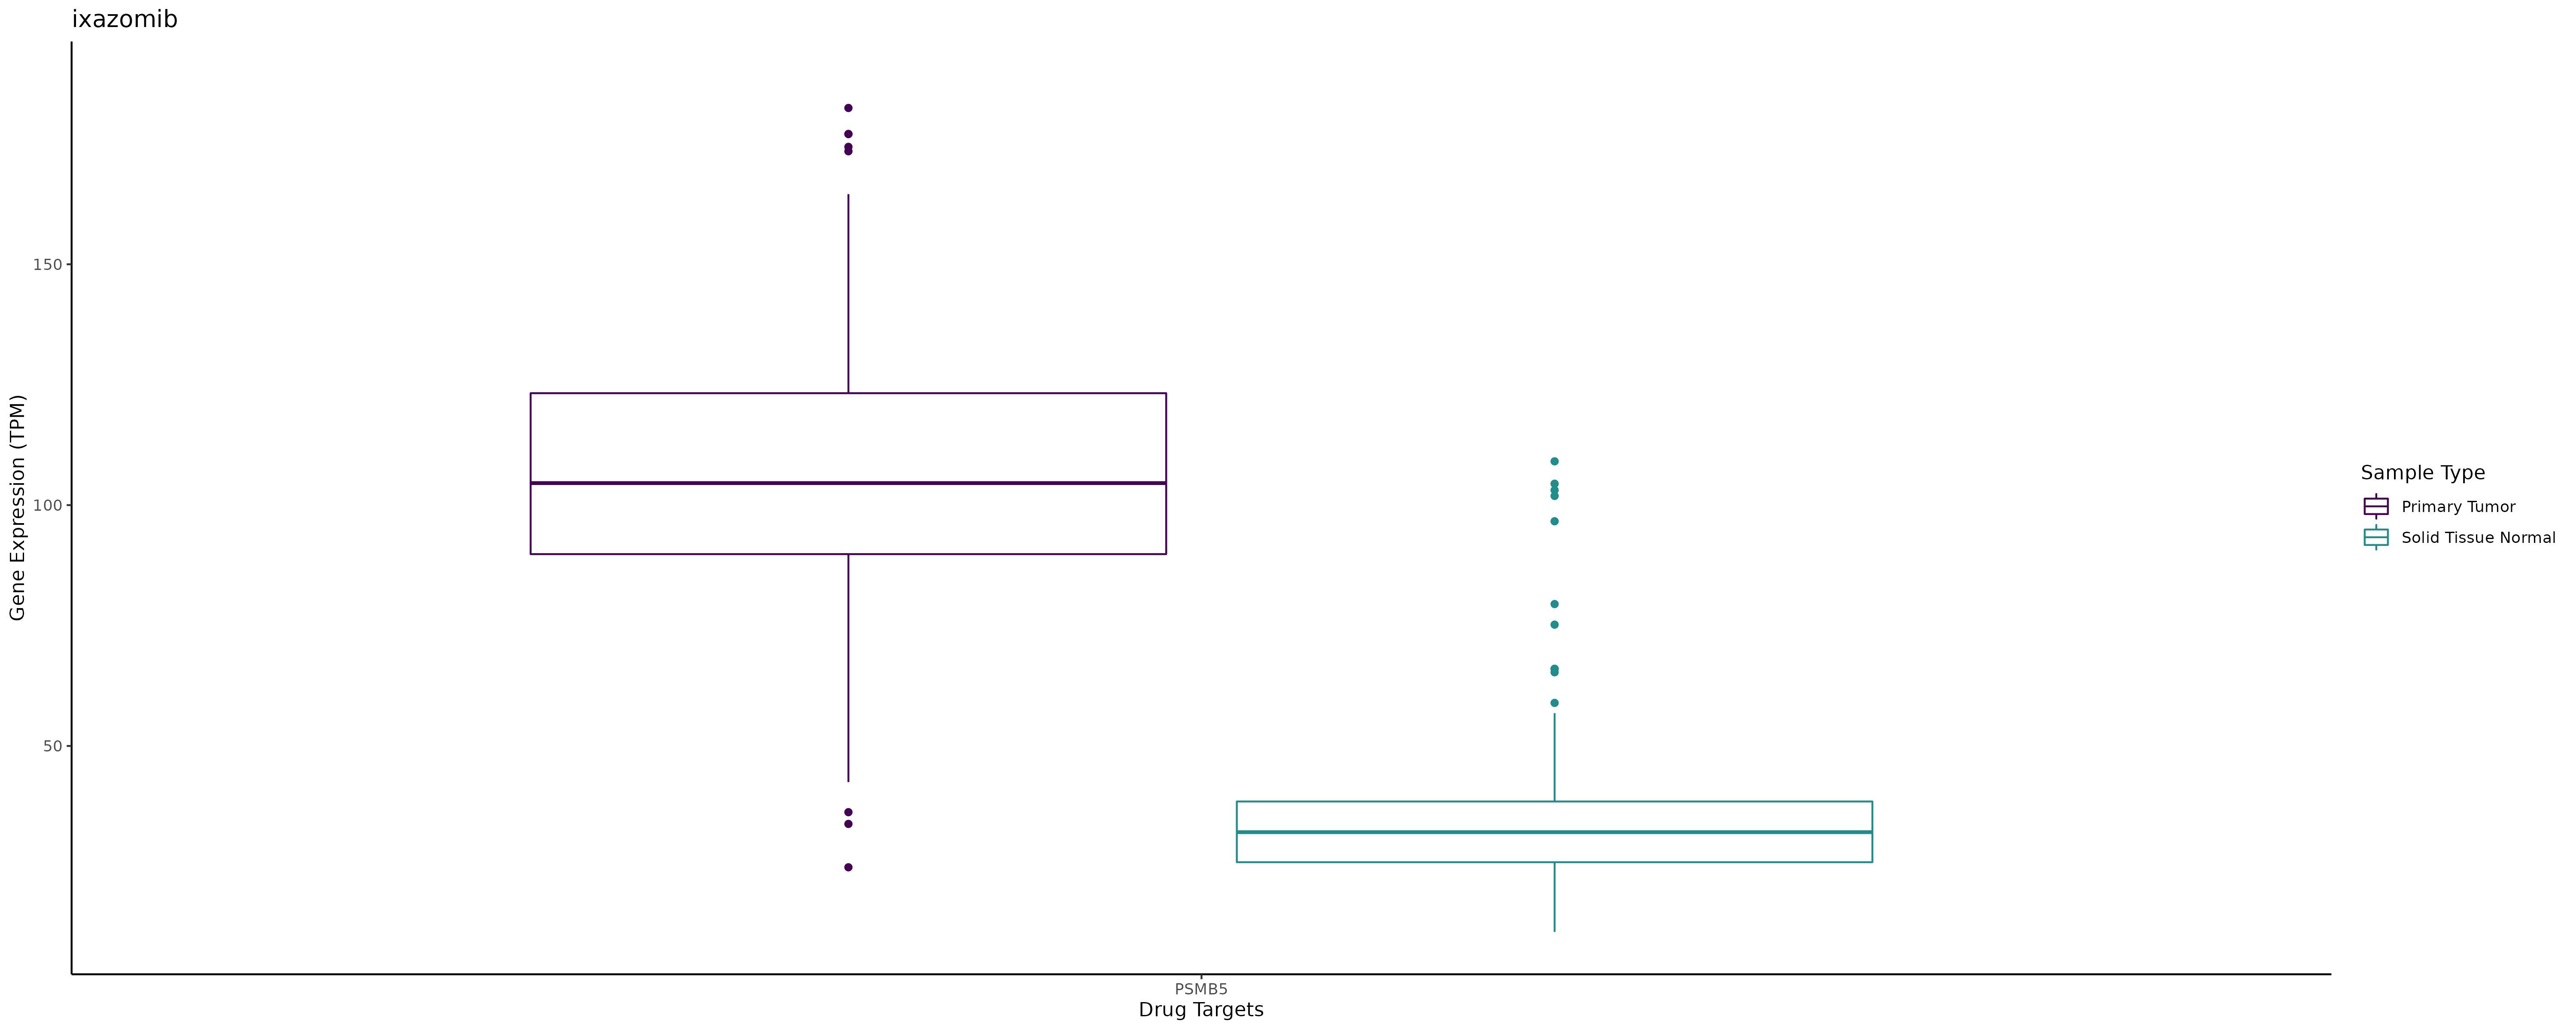 ixazomib
Gene Expression (TPM)
150
100
50
PSMB5
Drug Targets
Sample Type
Primary Tumor
Solid Tissue Normal